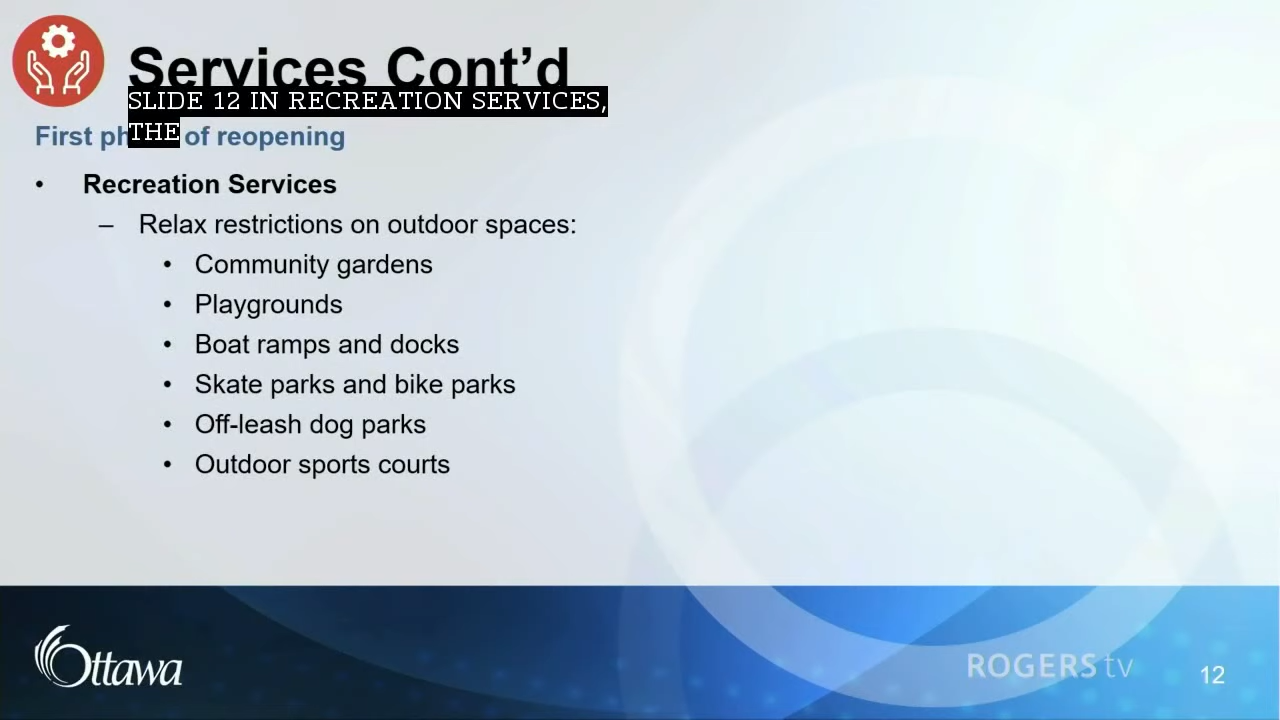 Services Cont’d
SLIDE 12 IN RECREATION SERVICES,
THE
First ph of reopening
• Recreation Services
– Relax restrictions on outdoor spaces:
• Community gardens
• Playgrounds
• Boat ramps and docks
• Skate parks and bike parks
• Off-leash dog parks
• Outdoor sports courts
Ottawa
ROGERS tv
12